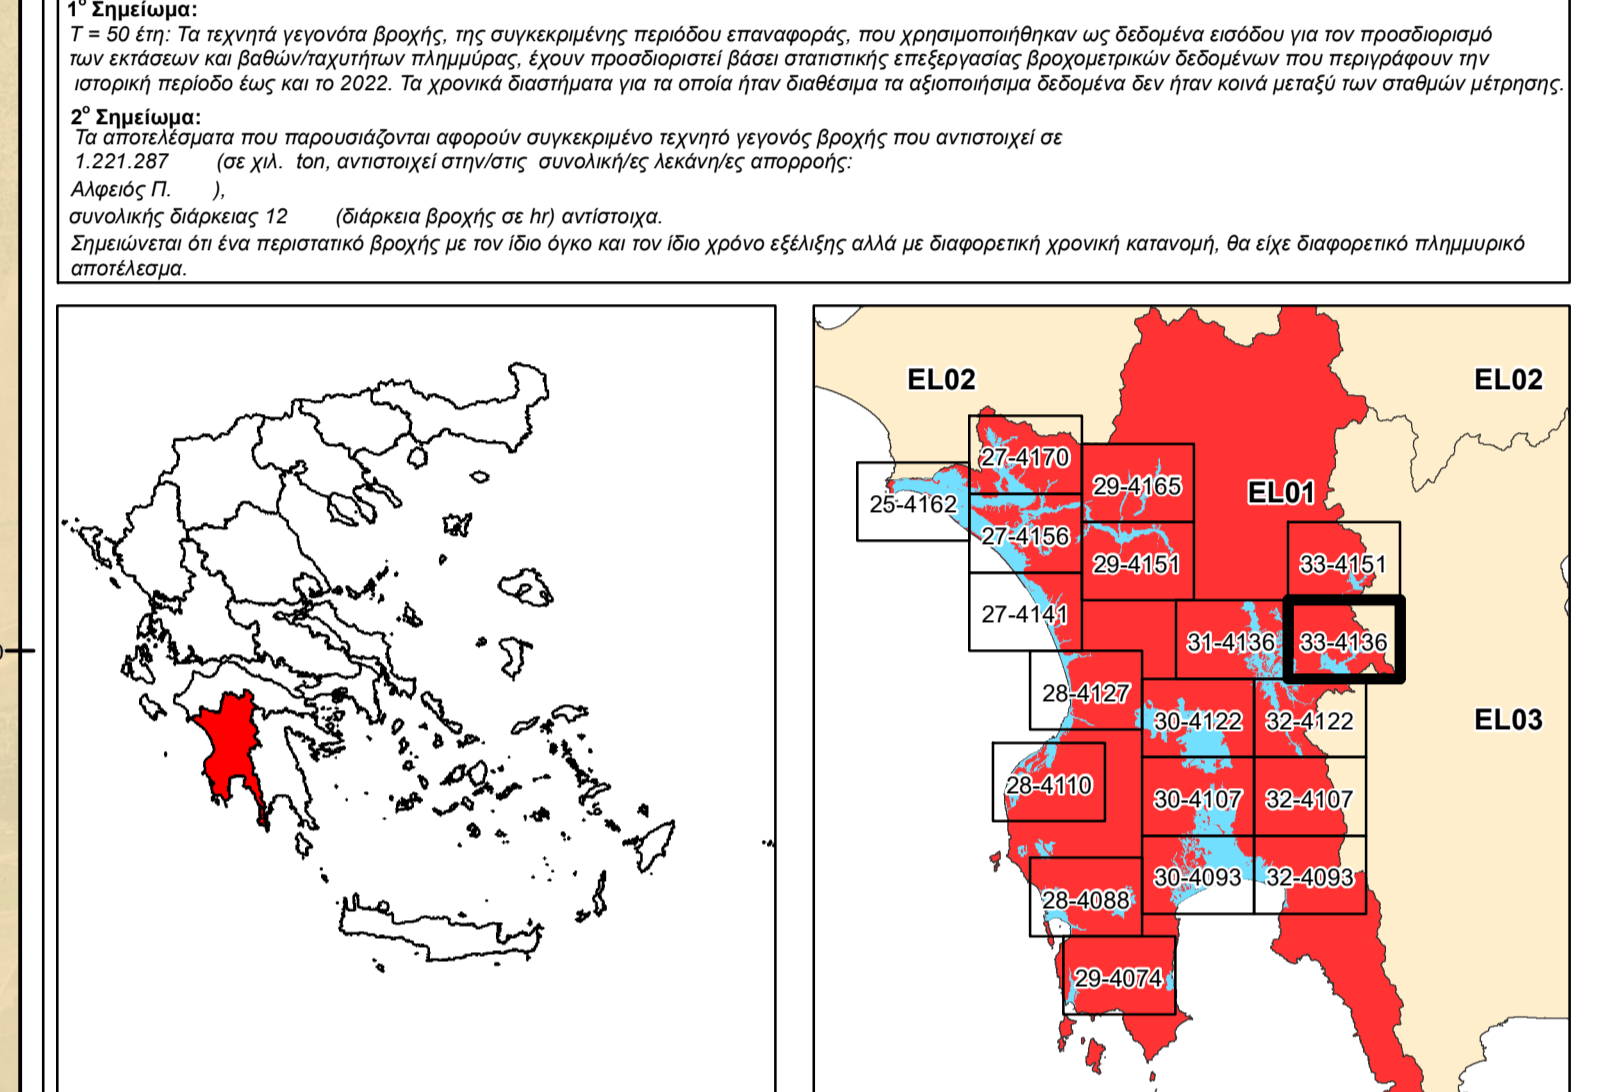 1ο Σημείωμα:
T = 50 έτη: Τα τεχνητά γεγονότα βροχής, της συγκεκριμένης περιόδου επαναφοράς, που χρησιμοποιήθηκαν ως δεδομένα εισόδου για τον προσδιορισμό
των εκτάσεων και βαθών/ταχυτήτων πλημμύρας, έχουν προσδιοριστεί βάσει στατιστικής επεξεργασίας βροχομετρικών δεδομένων που περιγράφουν την
ιστορική περίοδο έως και το 2022. Τα χρονικά διαστήματα για τα οποία ήταν διαθέσιμα τα αξιοποιήσιμα δεδομένα δεν ήταν κοινά μεταξύ των σταθμών μέτρησης.
2ο Σημείωμα:
Τα αποτελέσματα που παρουσιάζονται αφορούν συγκεκριμένο τεχνητό γεγονός βροχής που αντιστοιχεί σε
1.221.287 (σε χιλ. ton, αντιστοιχεί στην/στις συνολική/ες λεκάνη/ες απορροής:
Αλφειός Π. ),
συνολικής διάρκειας 12 (διάρκεια βροχής σε hr) αντίστοιχα.
Σημειώνεται ότι ένα περιστατικό βροχής με τον ίδιο όγκο και τον ίδιο χρόνο εξέλιξης αλλά με διαφορετική χρονική κατανομή, θα είχε διαφορετικό πλημμυρικό
αποτέλεσμα.
EL02
EL02
27-4170
29-4165
EL01
25-4162
27-4156
29-4151
33-4151
27-4141
31-4136
33-4136
28-4127
30-4122
32-4122
EL03
28-4110
30-4107
32-4107
30-4093
32-4093
28-4088
29-4074